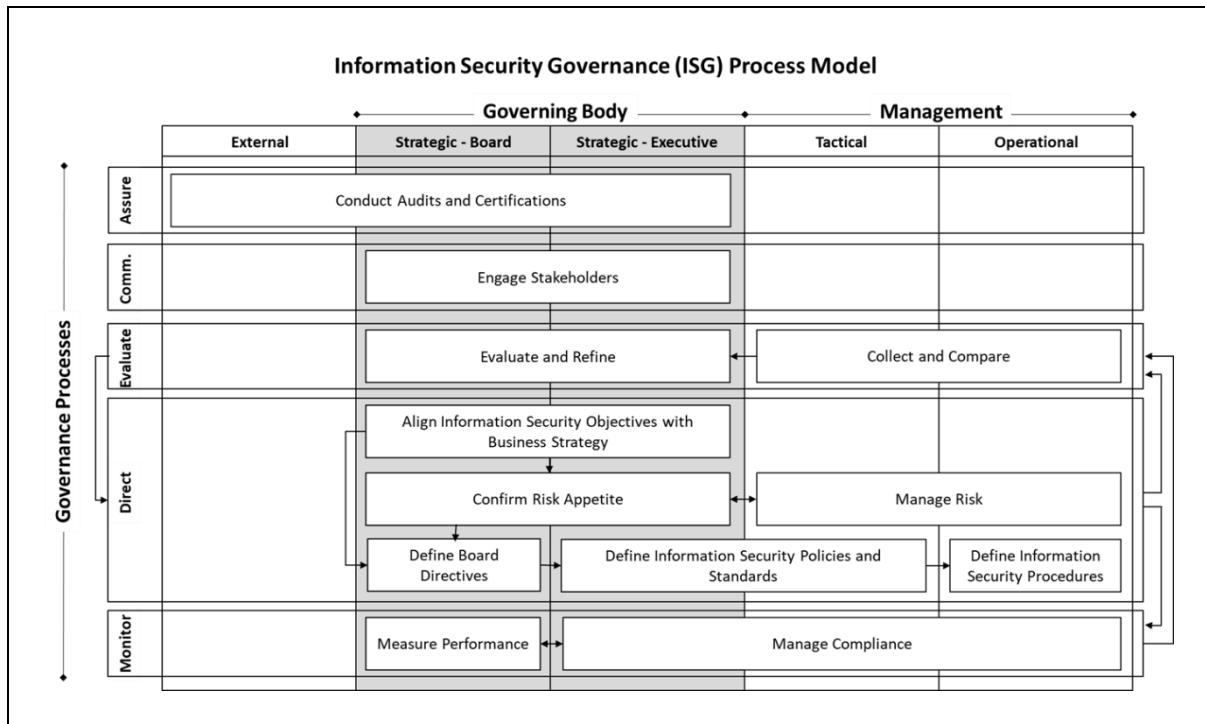 Information Security Governance (ISG) Process Model
Governing Body
Management
External
Strategic - Board
Strategic - Executive
Tactical
Operational
Governance Processes
Assure
Conduct Audits and Certifications
Comm.
Engage Stakeholders
Evaluate
Evaluate and Refine
Collect and Compare
Direct
Align Information Security Objectives with
Business Strategy
Confirm Risk Appetite
Manage Risk
Define Board
Directives
Define Information Security Policies and
Standards
Define Information
Security Procedures
Monitor
Measure Performance
Manage Compliance